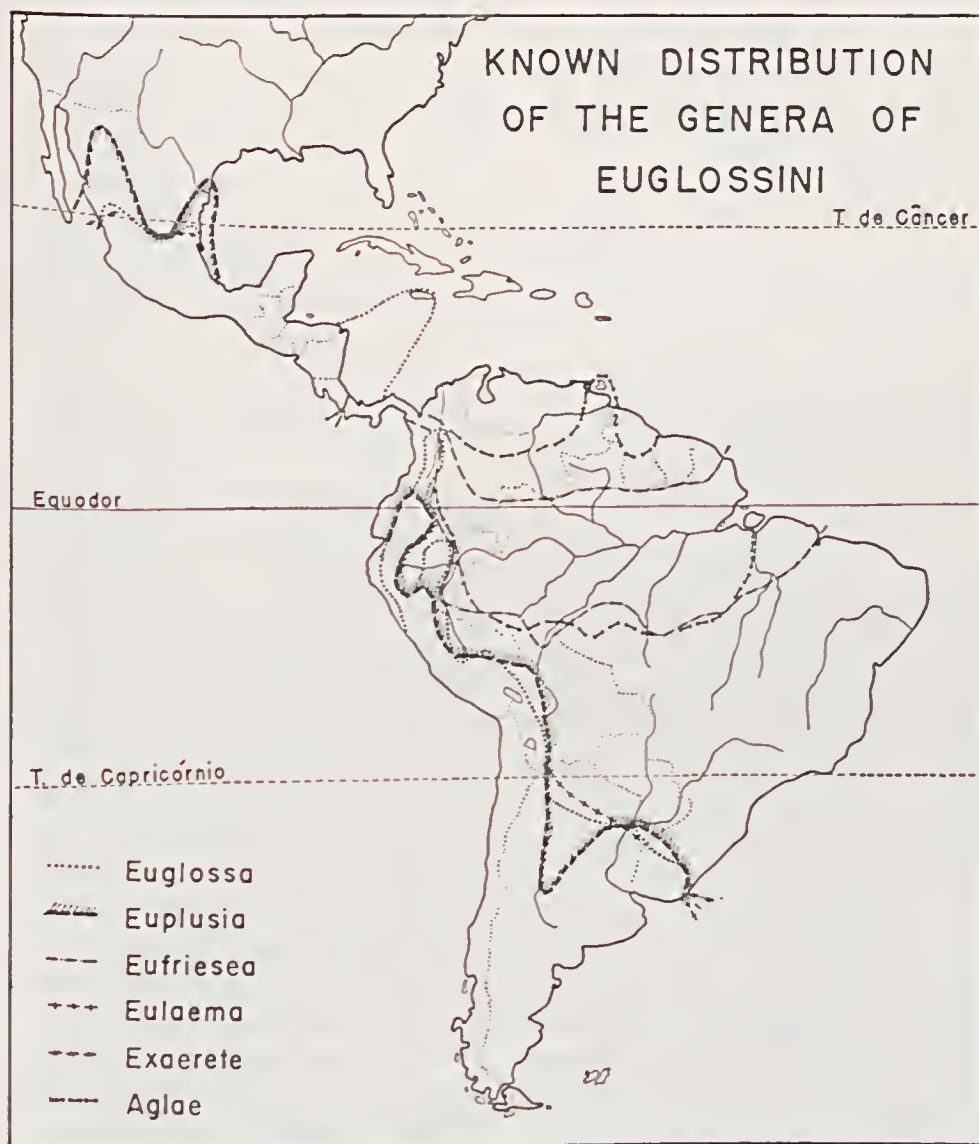 KNOWN DISTRIBUTION
OF THE GENERA OF
EUGLOSSINI
T. de Câncer
Equador
T. de Capricórnio
Euglossa
Euplusia
Eufriesea
Eulaema
Exaerete
Aglae